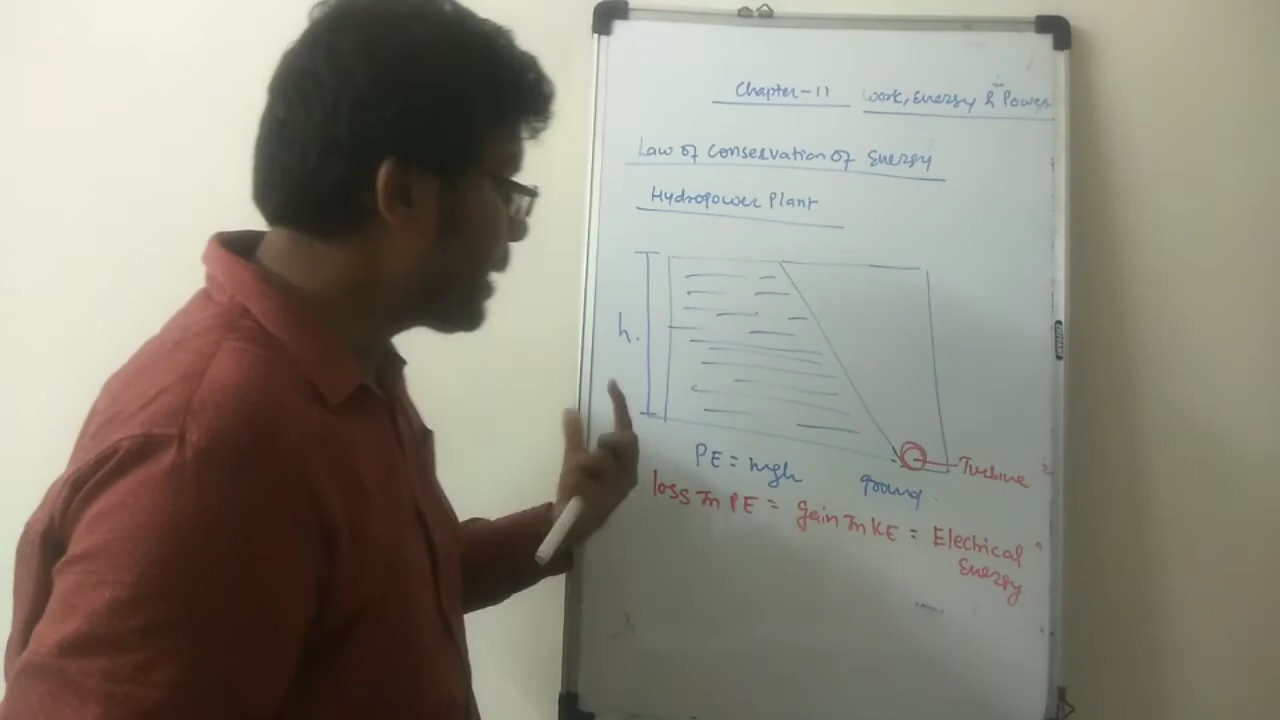 Chapter-11 Work, Energy & Power
Law of Conservation of Energy
Hydropower Plant
h.
PE = mgh
ground.
Turbine
loss in PE = gain in KE = Electrical
Energy